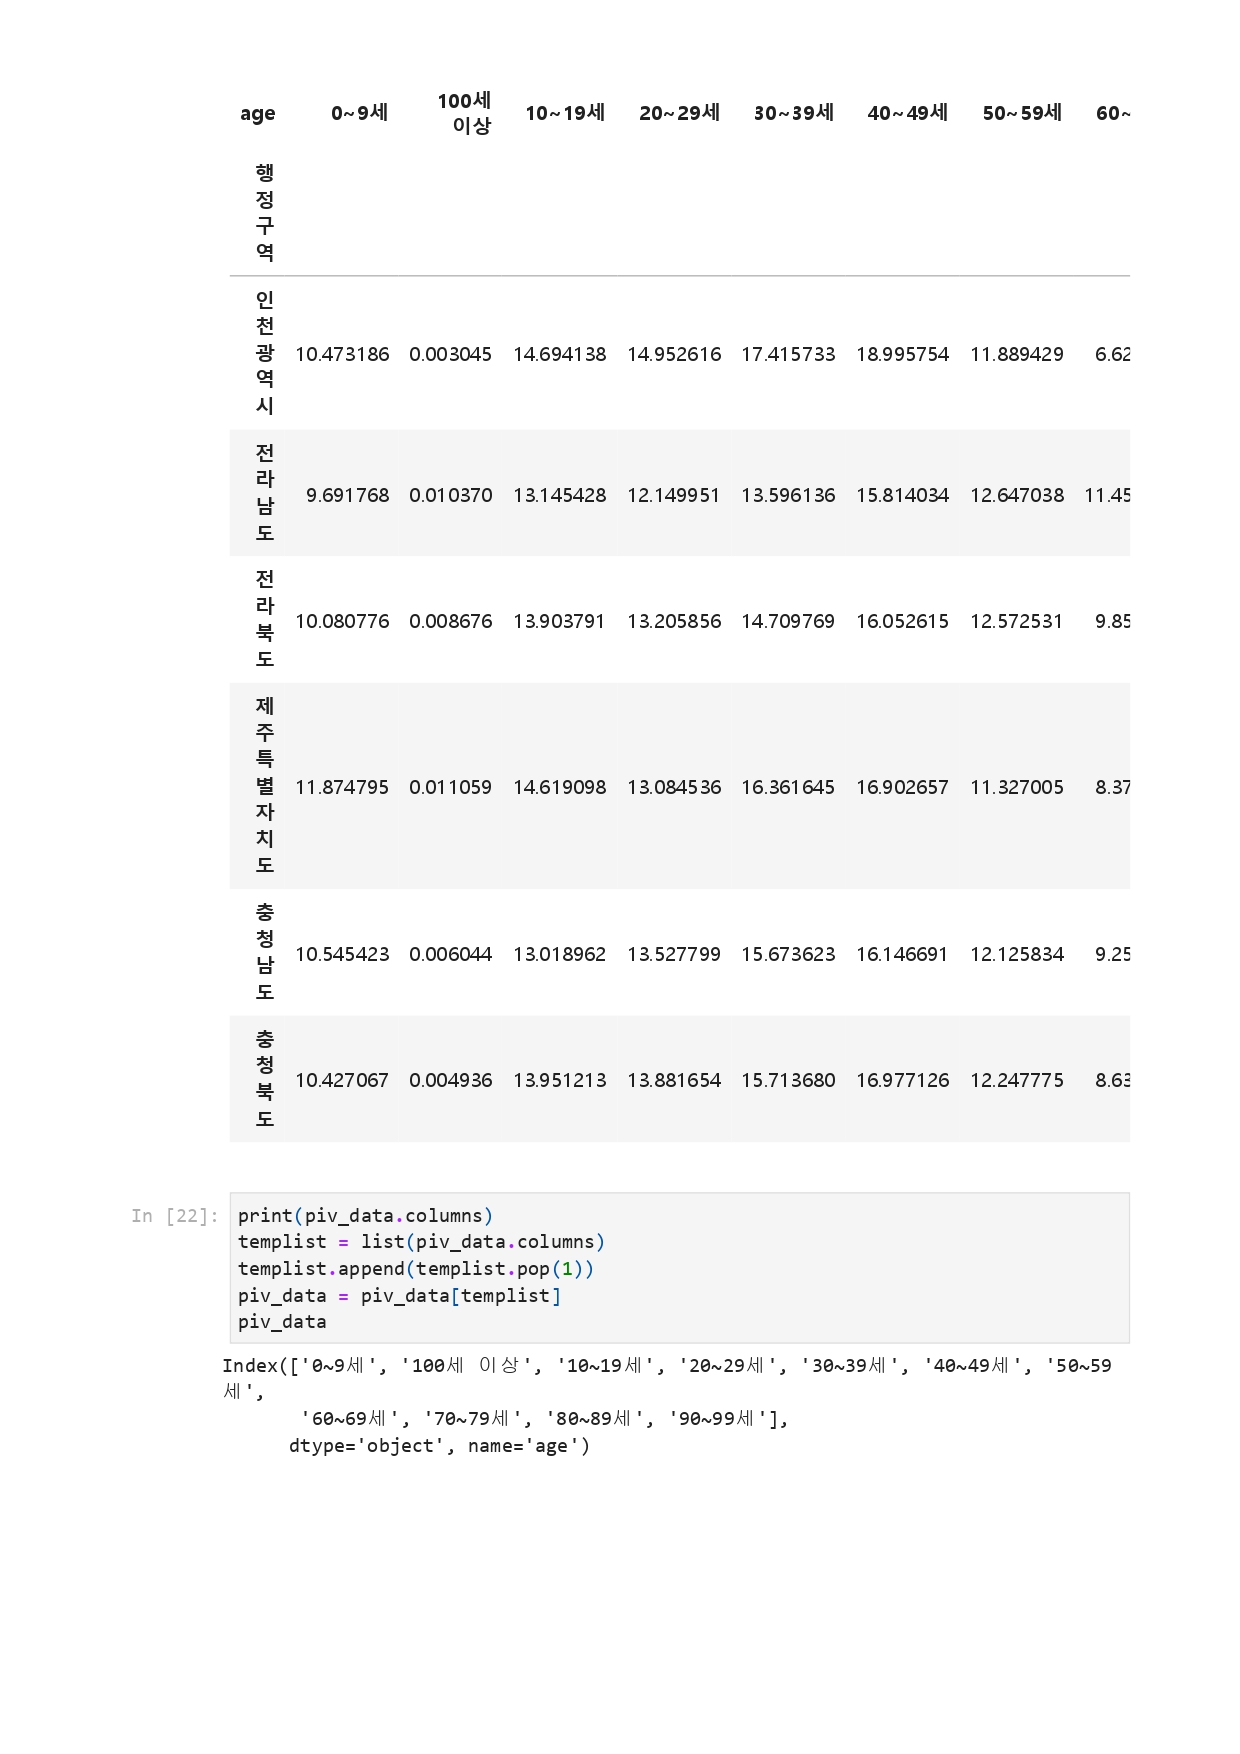 age 0~9세 100세 이상 10~19세 20~29세 30~39세 40~49세 50~59세 60~
행정구역
인천광역시 10.473186 0.003045 14.694138 14.952616 17.415733 18.995754 11.889429 6.62
전라남도 9.691768 0.010370 13.145428 12.149951 13.596136 15.814034 12.647038 11.45
전라북도 10.080776 0.008676 13.903791 13.205856 14.709769 16.052615 12.572531 9.85
제주특별자치도 11.874795 0.011059 14.619098 13.084536 16.361645 16.902657 11.327005 8.37
충청남도 10.545423 0.006044 13.018962 13.527799 15.673623 16.146691 12.125834 9.25
충청북도 10.427067 0.004936 13.951213 13.881654 15.713680 16.977126 12.247775 8.63
In [22]: print(piv_data.columns)
templist = list(piv_data.columns)
templist.append(templist.pop(1))
piv_data = piv_data[templist]
piv_data
Index(['0~9세', '100세 이상', '10~19세', '20~29세', '30~39세', '40~49세', '50~59
세',
'60~69세', '70~79세', '80~89세', '90~99세'],
dtype='object', name='age')